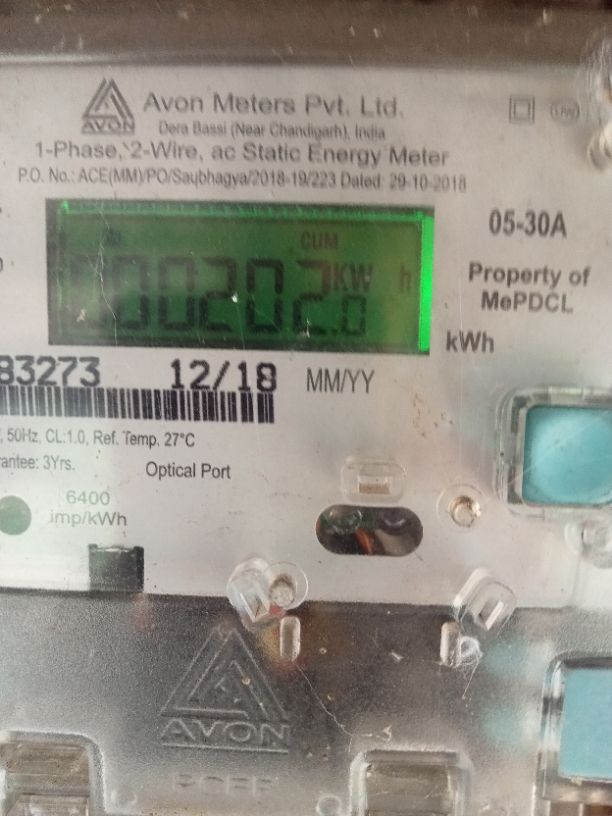 AVON
Avon Meters Pvt. Ltd.
Dera Bassi (Near Chandigarh), India
1-Phase, 2-Wire, ac Static Energy Meter
P.O. No.: ACE(MM)/PO/Saubhagya/2018-19/223 Dated: 29-10-2018
CUM
000202.0 KW h
05-30A
Property of
MePDCL
kWh
83273 12/18 MM/YY
50Hz, CL:1.0, Ref. Temp. 27°C
rantee: 3Yrs.
Optical Port
6400
imp/kWh
AVON